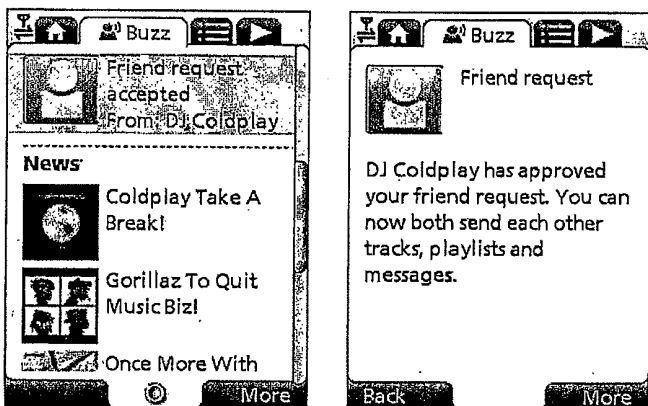 Buzz
Friend request
accepted
From: DJ Coldplay
News
Coldplay Take A
Break!
Gorillaz To Quit
Music Biz!
Once More With
More
Buzz
Friend request
DJ Coldplay has approved
your friend request. You can
now both send each other
tracks, playlists and
messages.
Back
More